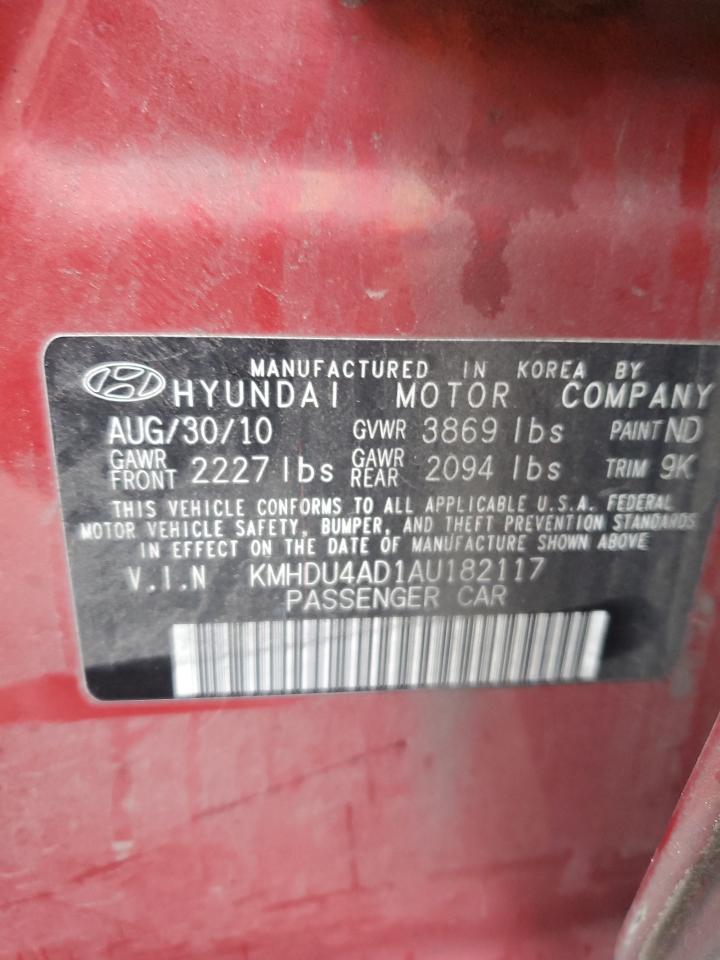 MANUFACTURED IN KOREA BY
HYUNDAI MOTOR COMPANY
AUG/30/10 GVWR 3869 lbs PAINT ND
GAWR FRONT 2227 lbs GAWR REAR 2094 lbs TRIM 9K
THIS VEHICLE CONFORMS TO ALL APPLICABLE U.S.A. FEDERAL
MOTOR VEHICLE SAFETY, BUMPER, AND THEFT PREVENTION STANDARDS
IN EFFECT ON THE DATE OF MANUFACTURE SHOWN ABOVE.
V.I.N KMHDU4AD1AU182117
PASSENGER CAR